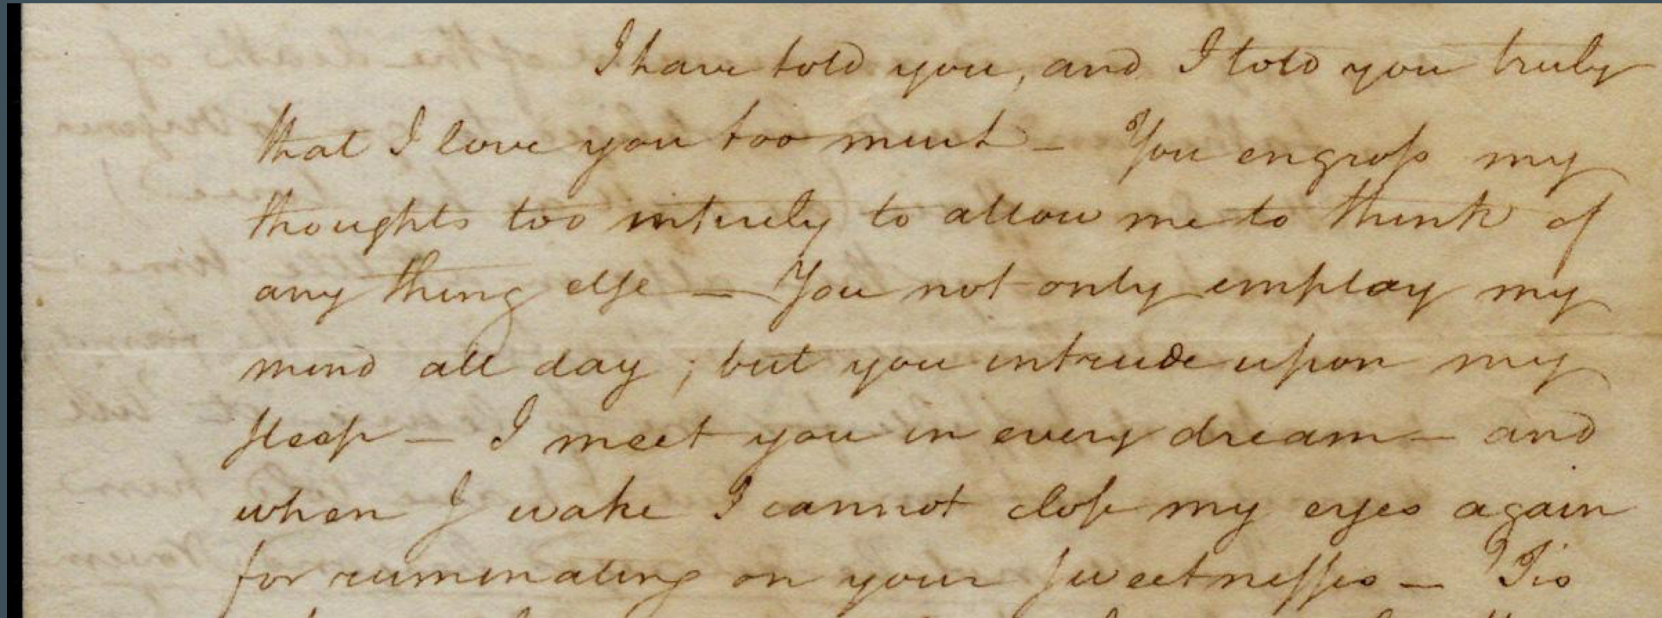 I have told you, and I told you truly
that I love you too much — You engross my
thoughts too intirely to allow me to think of
any thing else — You not only employ my
mind all day; but you intrude upon my
sleep — I meet you in every dream — and
when I wake I cannot close my eyes again
for ruminating on your sweetnesses — 'Tis